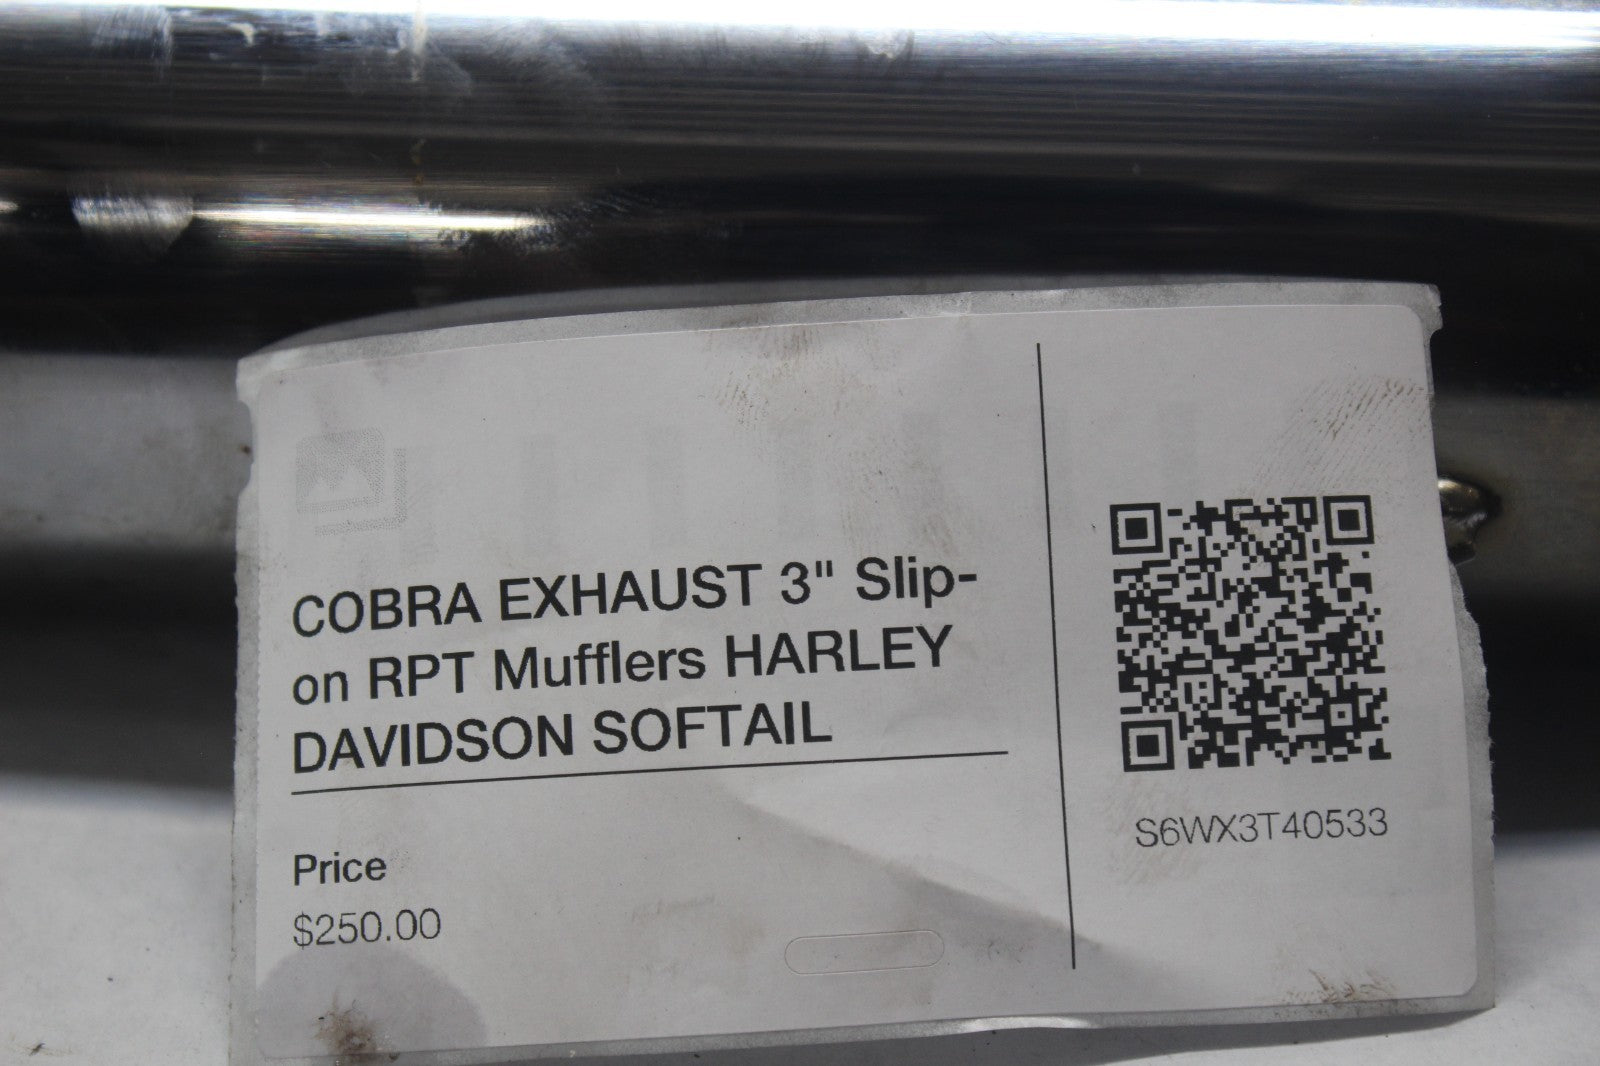 COBRA EXHAUST 3" Slip-
on RPT Mufflers HARLEY
DAVIDSON SOFTAIL
Price
$250.00
S6WX3T40533